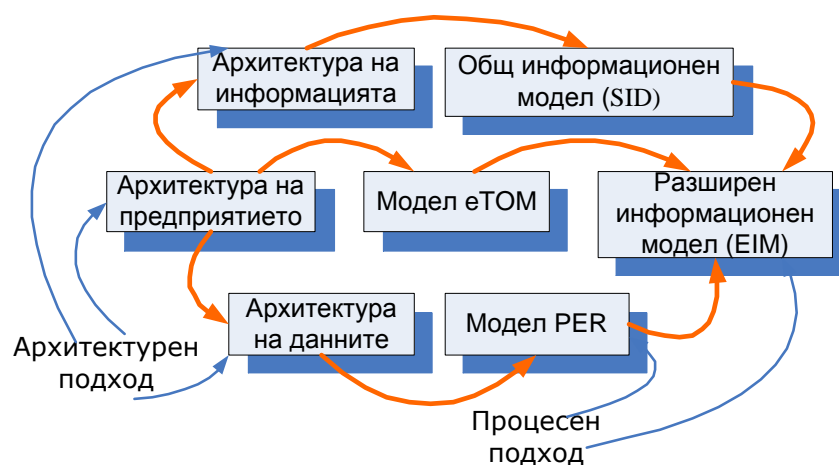 Архитектура на
информацията
Общ информационен
модел (SID)
Архитектура на
предприятието
Модел eTOM
Разширен
информационен
модел (EIM)
Архитектура
на данните
Модел PER
Архитектурен
подход
Процесен
подход